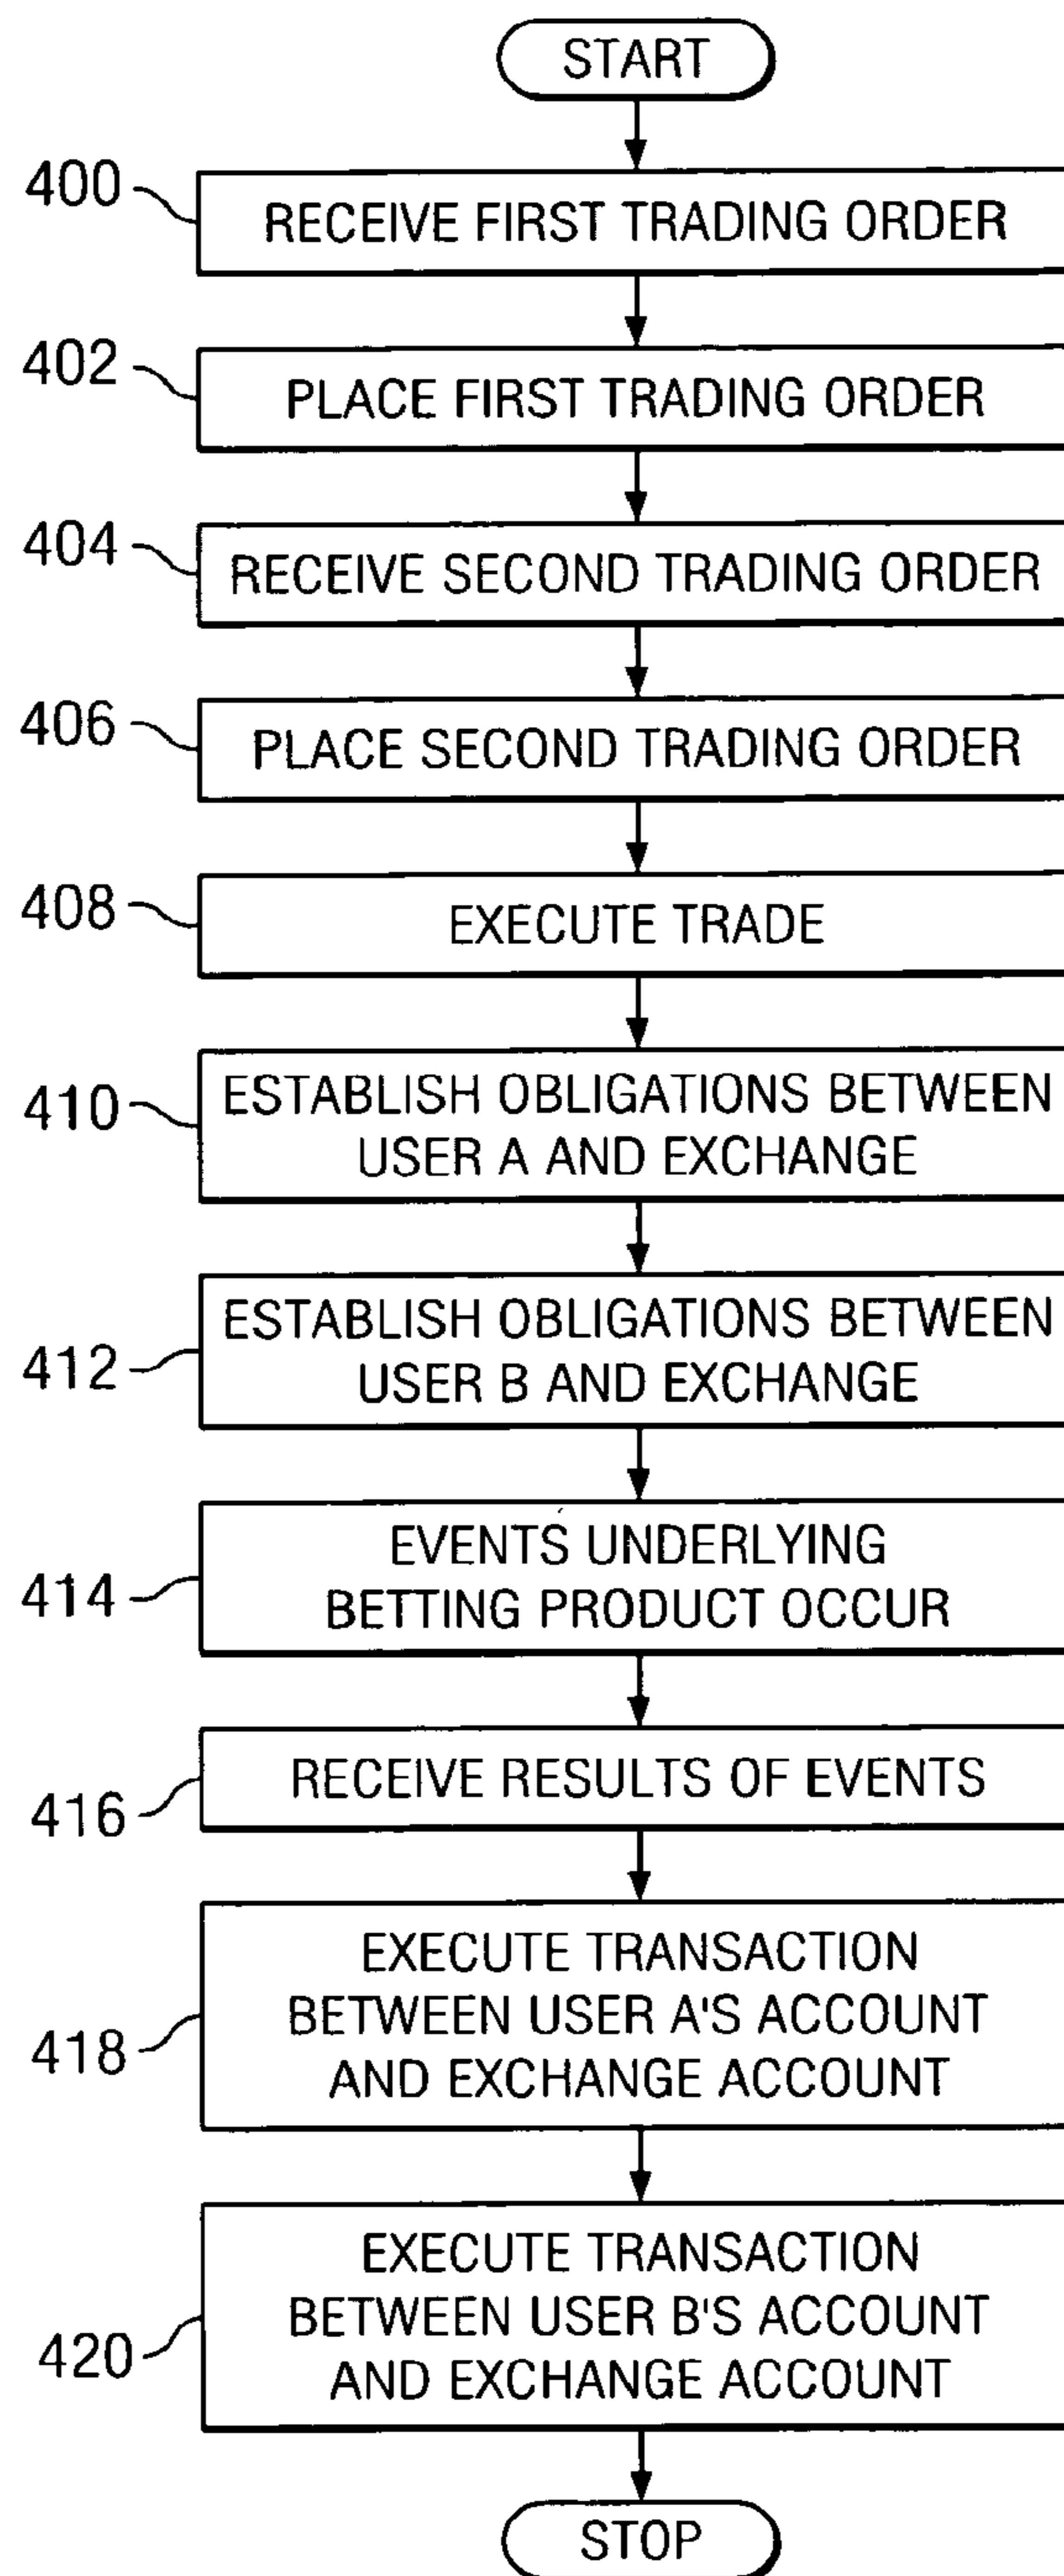 START
400
RECEIVE FIRST TRADING ORDER
402
PLACE FIRST TRADING ORDER
404
RECEIVE SECOND TRADING ORDER
406
PLACE SECOND TRADING ORDER
408
EXECUTE TRADE
410
ESTABLISH OBLIGATIONS BETWEEN
USER A AND EXCHANGE
412
ESTABLISH OBLIGATIONS BETWEEN
USER B AND EXCHANGE
414
EVENTS UNDERLYING
BETTING PRODUCT OCCUR
416
RECEIVE RESULTS OF EVENTS
418
EXECUTE TRANSACTION
BETWEEN USER A'S ACCOUNT
AND EXCHANGE ACCOUNT
420
EXECUTE TRANSACTION
BETWEEN USER B'S ACCOUNT
AND EXCHANGE ACCOUNT
STOP